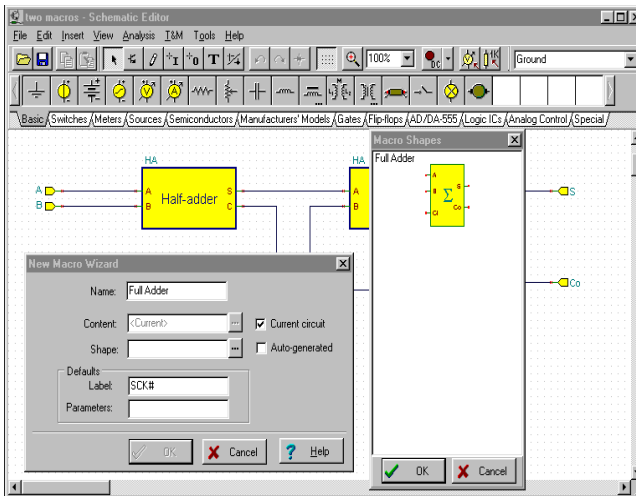 two macros - Schematic Editor
File Edit Insert View Analysis T&M Tools Help
T 100% DC Ground
Basic Switches Meters Sources Semiconductors Manufacturers' Models Gates Flip-flops AD/DA-555 Logic ICs Analog Control Special
HA
A
B
A
B
Half-adder
S
C
HA
A
B
S
Co
Macro Shapes
Full Adder
A
B
CI
Σ
S
Co
OK
Cancel
New Macro Wizard
Name: Full Adder
Content: <Current> ... Current circuit
Shape: ... Auto-generated
Defaults
Label: SCK#
Parameters:
OK Cancel ? Help